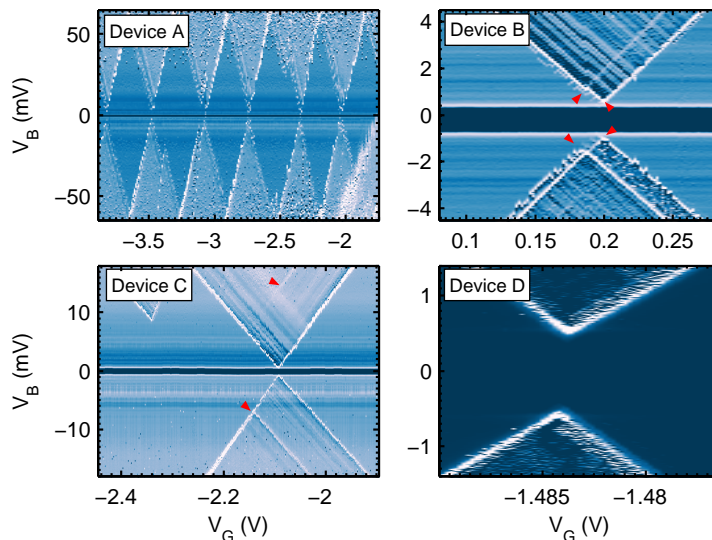 Device A
Device B
50
0
−50
V_B (mV)
−3.5 −3 −2.5 −2
4
2
0
−2
−4
0.1 0.15 0.2 0.25
Device C
Device D
10
0
−10
V_B (mV)
−2.4 −2.2 −2
V_G (V)
1
0
−1
−1.485 −1.48
V_G (V)